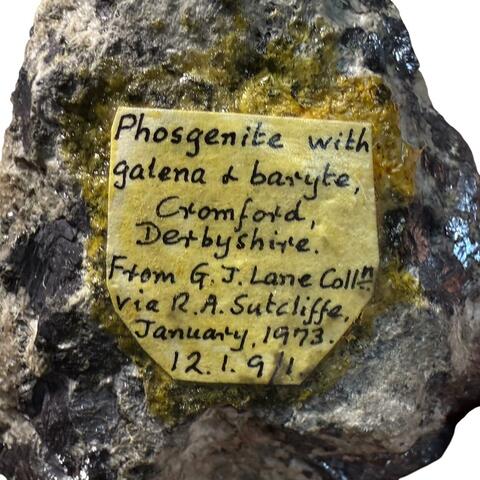 Phosgenite with
galena & baryte,
Cromford,
Derbyshire.
From G.J. Lane Collⁿ.
via R.A. Sutcliffe,
January, 1973.
12.1.9/1